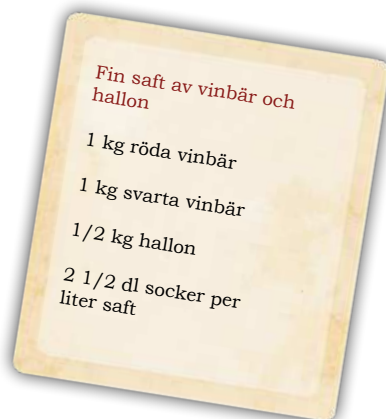 Fin saft av vinbär och
hallon
1 kg röda vinbär
1 kg svarta vinbär
1/2 kg hallon
2 1/2 dl socker per
liter saft